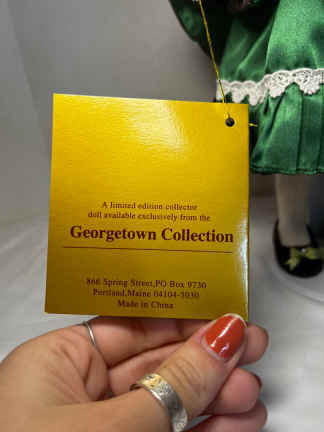 A limited edition collector
doll available exclusively from the
Georgetown Collection
866 Spring Street,PO Box 9730
Portland,Maine 04104-5030
Made in China